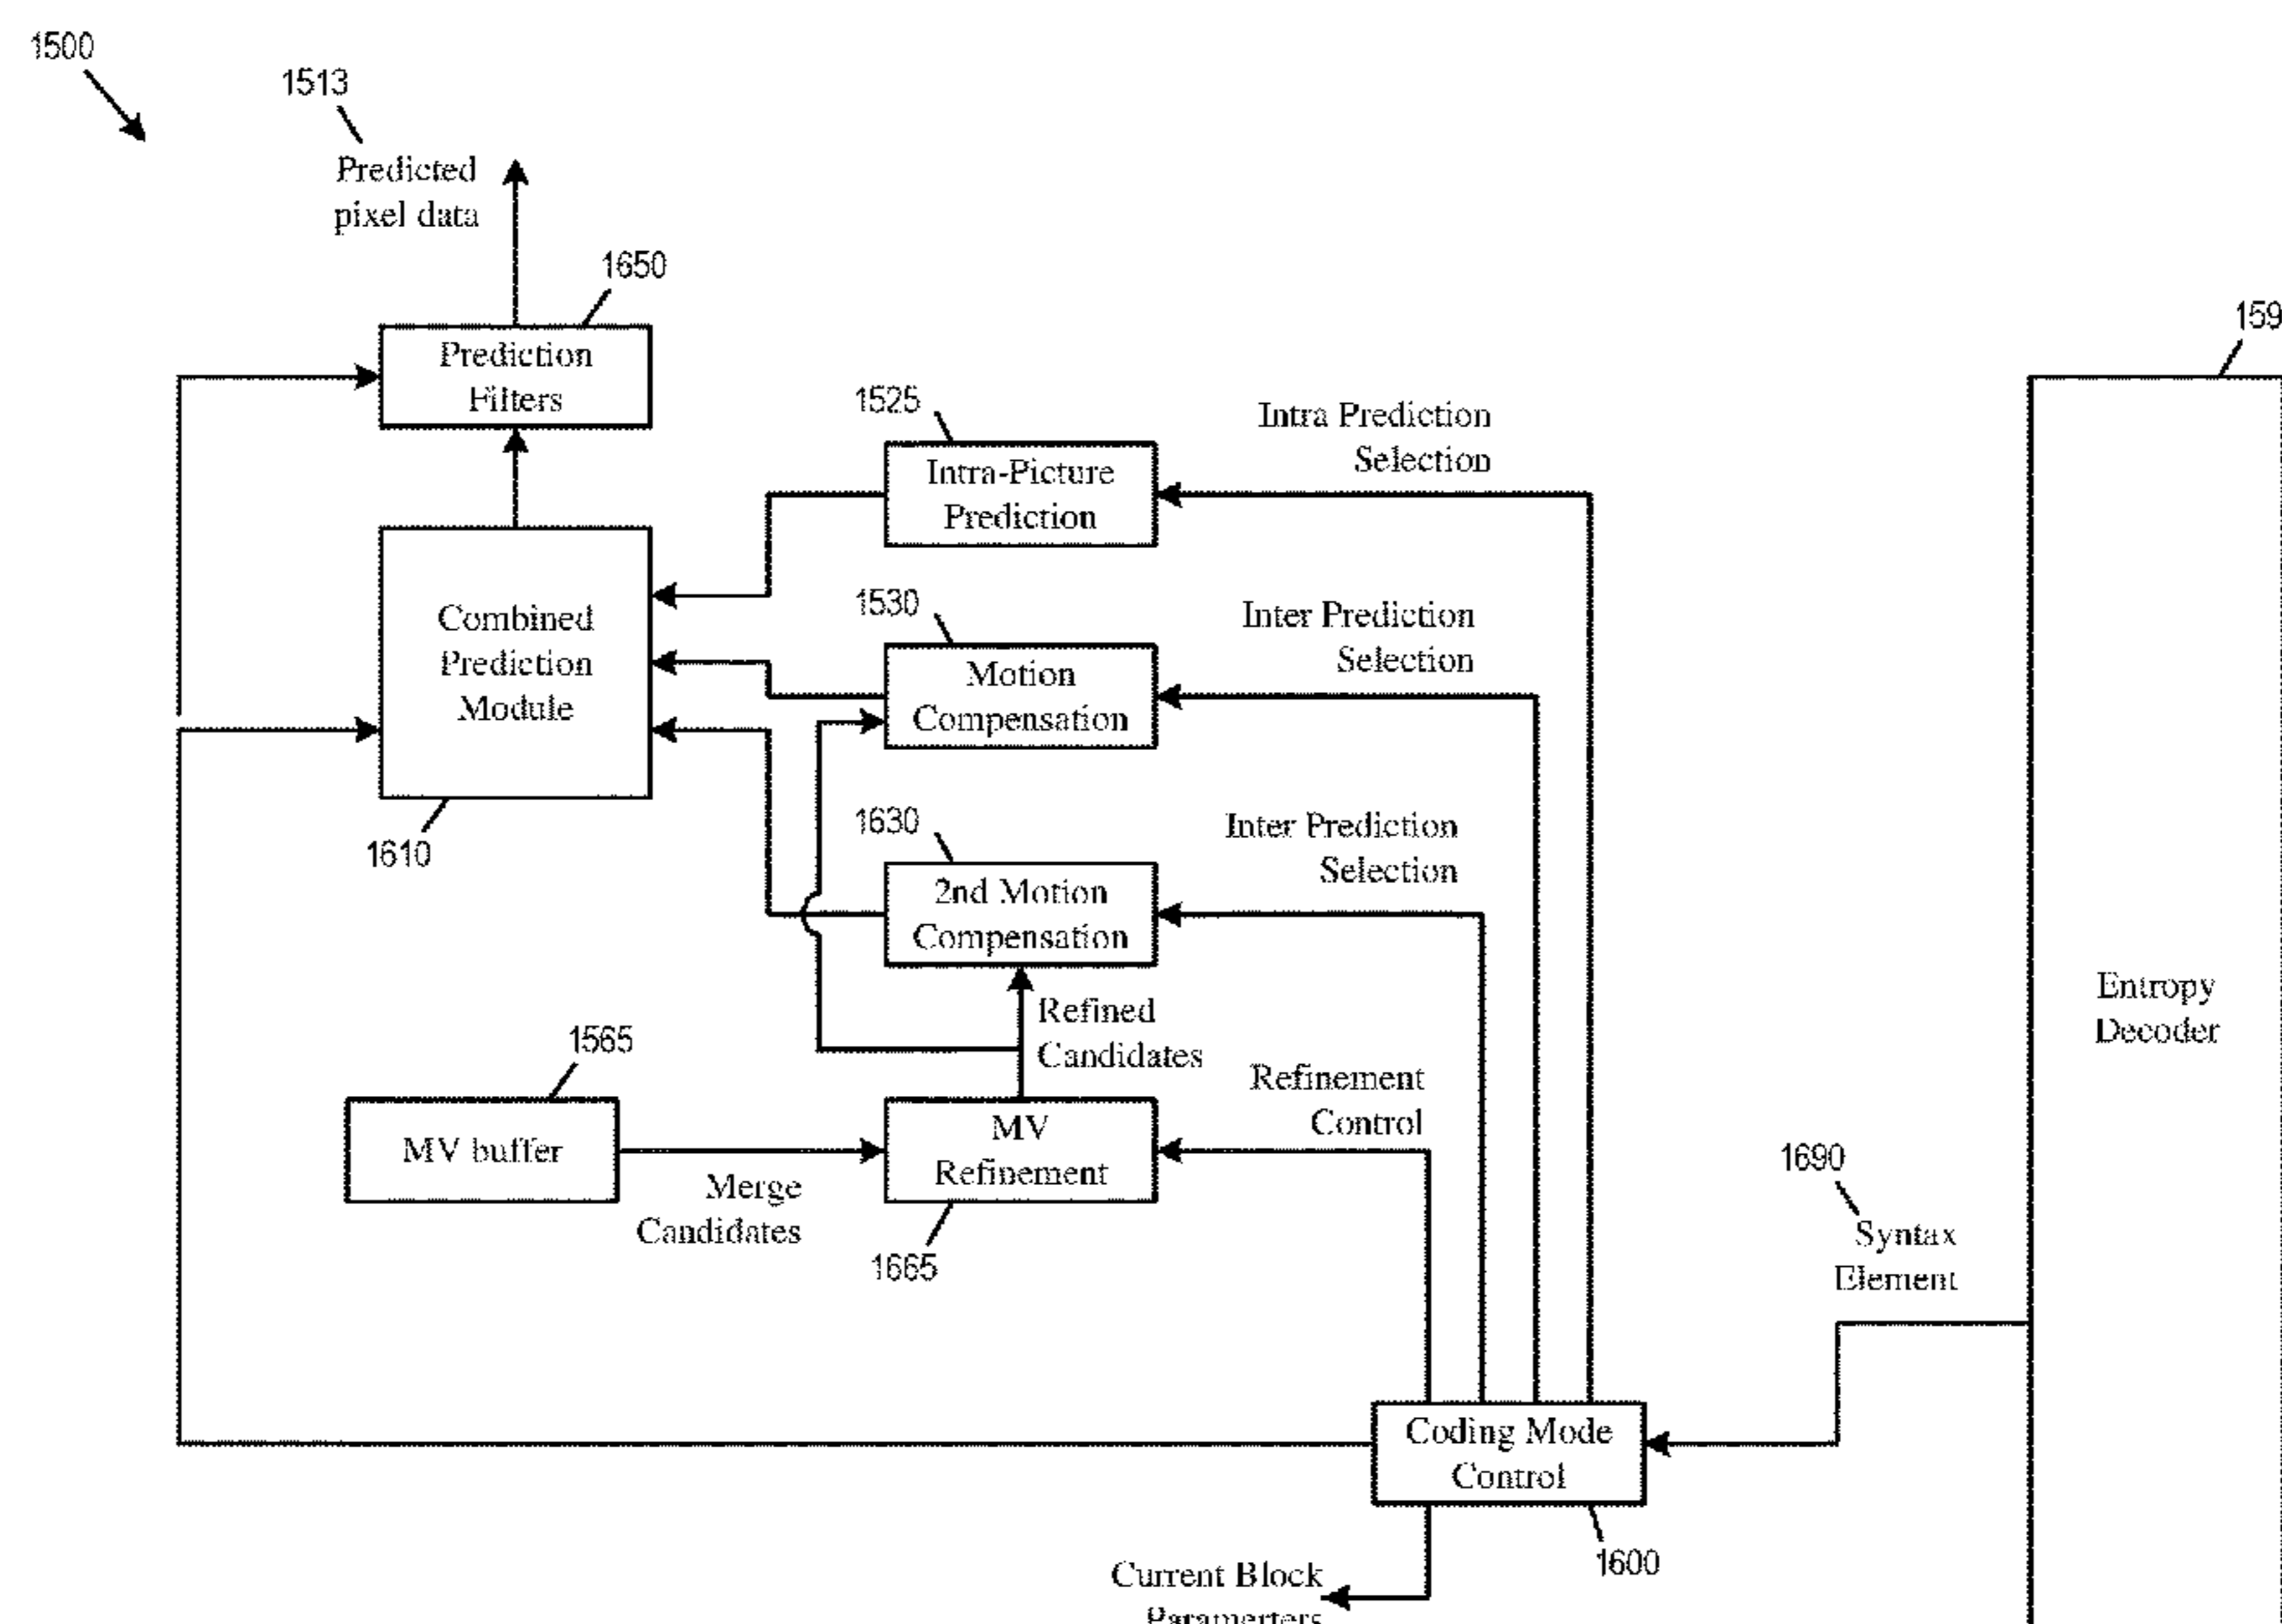 1500
1513
Predicted
pixel data
1650
Prediction
Filters
159
1525
Intra-Picture
Prediction
Intra Prediction
Selection
Combined
Prediction
Module
1610
1530
Motion
Compensation
Inter Prediction
Selection
1630
2nd Motion
Compensation
Inter Prediction
Selection
Refined
Candidates
Entropy
Decoder
1565
MV buffer
Merge
Candidates
MV
Refinement
1665
Refinement
Control
1690
Syntax
Element
Coding Mode
Control
1600
Current Block
Paramerters